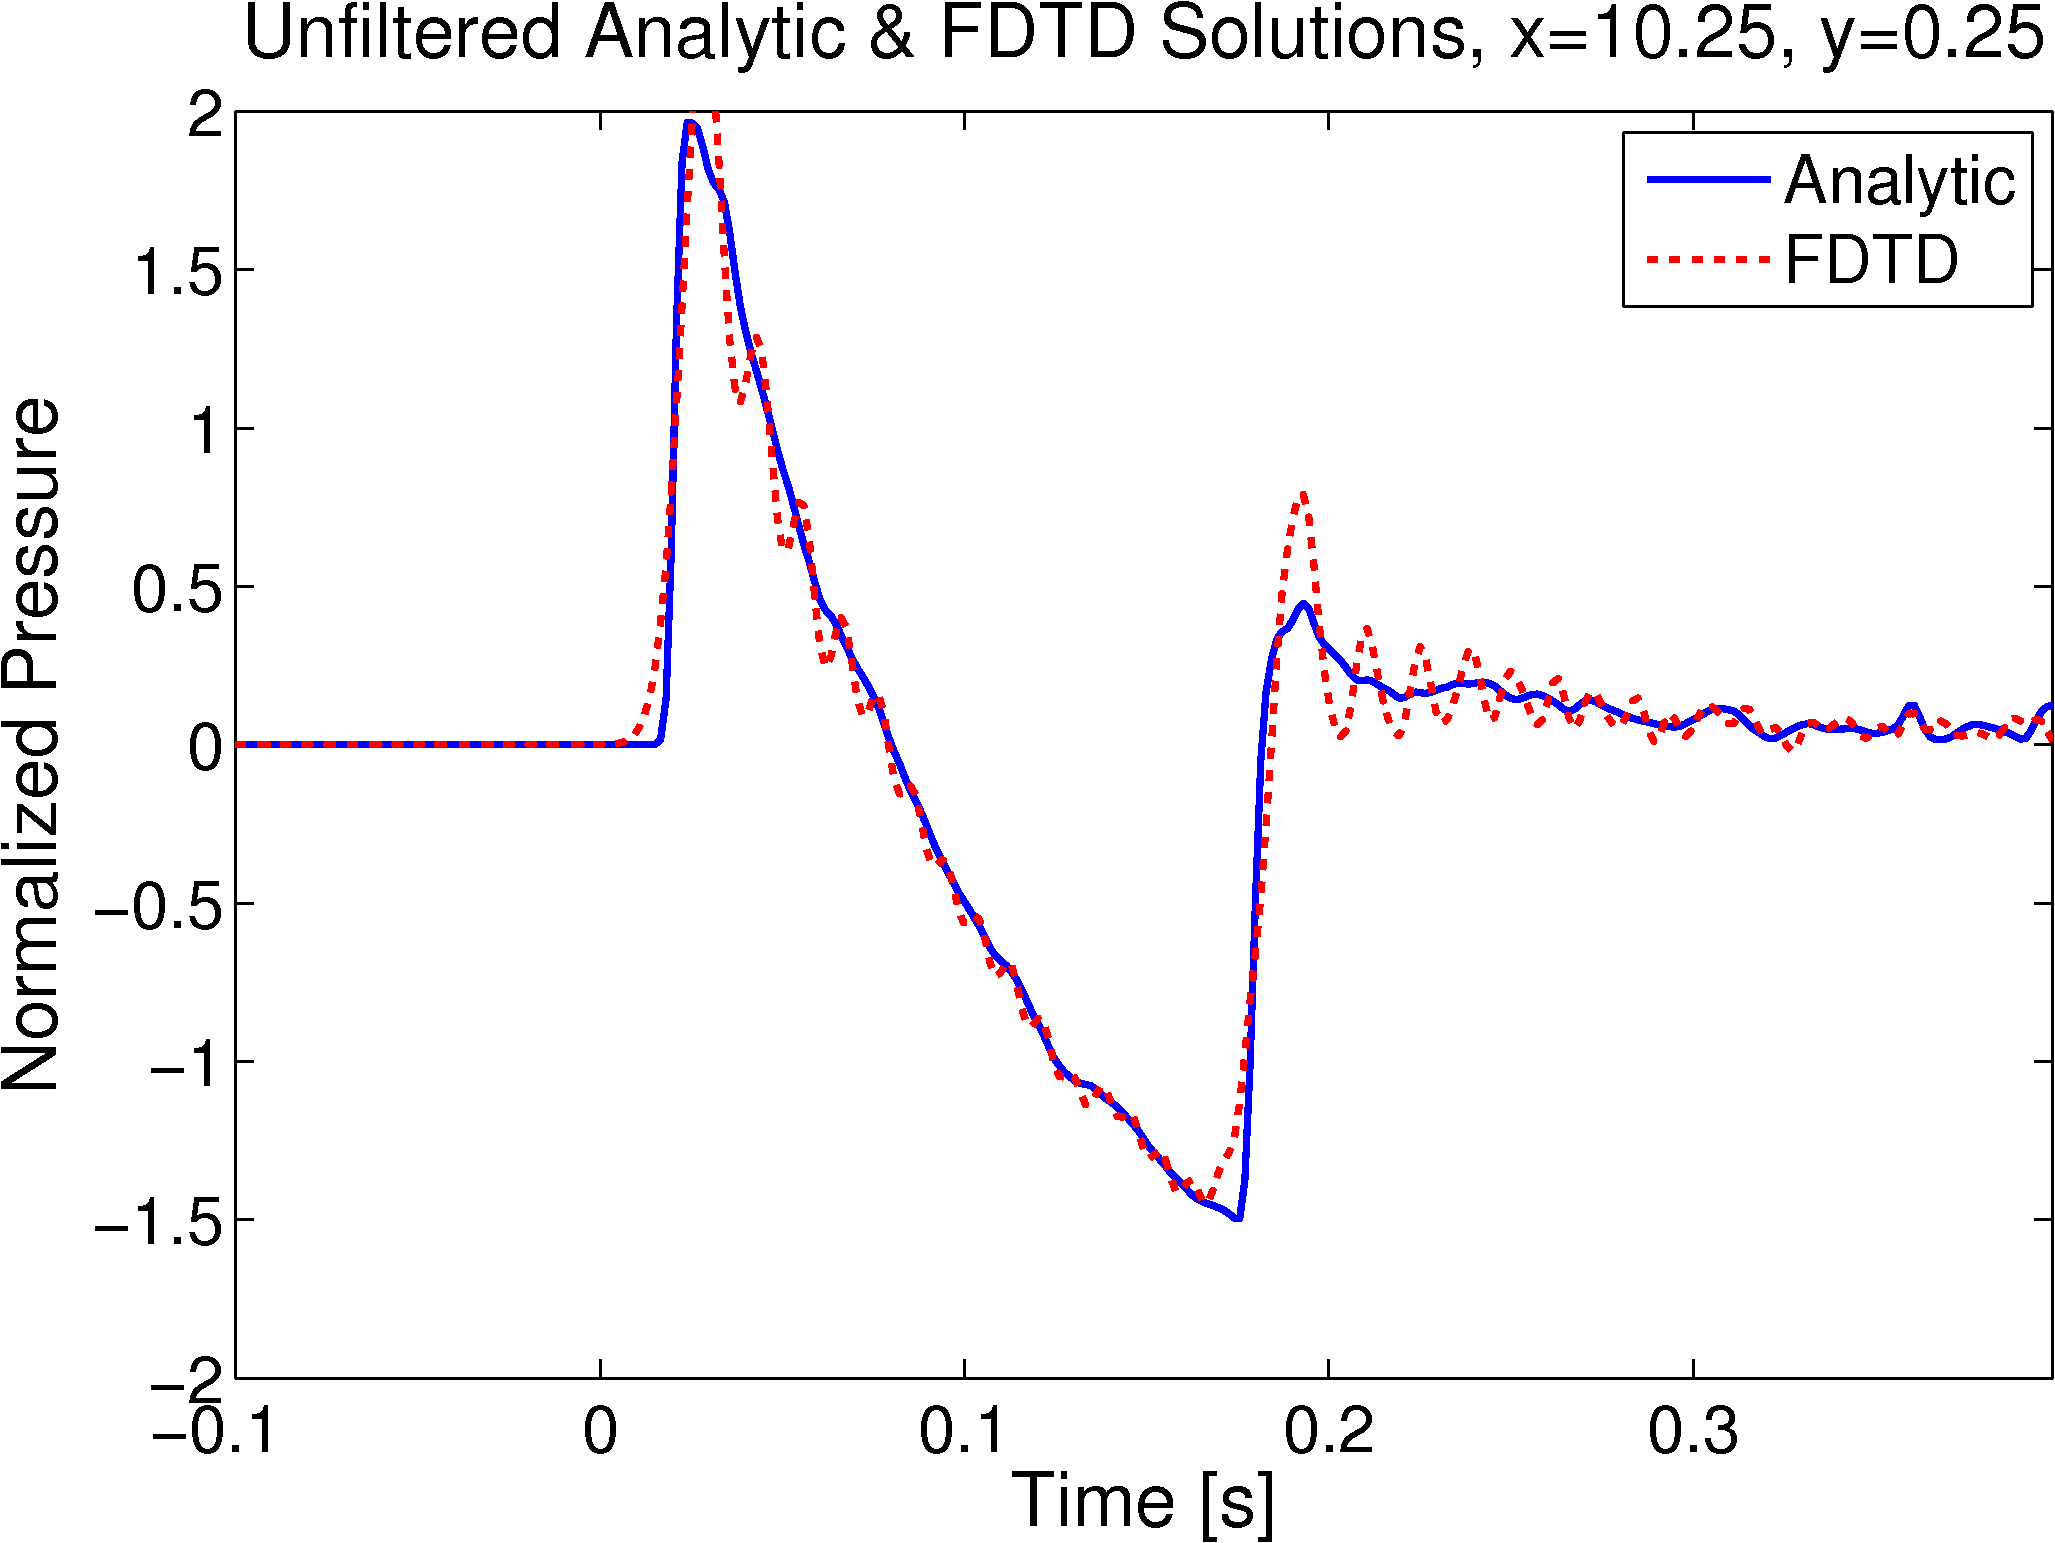 Unfiltered Analytic & FDTD Solutions, x=10.25, y=0.25
Analytic
FDTD
Normalized Pressure
2
1.5
1
0.5
0
−0.5
−1
−1.5
−2
−0.1 0 0.1 0.2 0.3
Time [s]